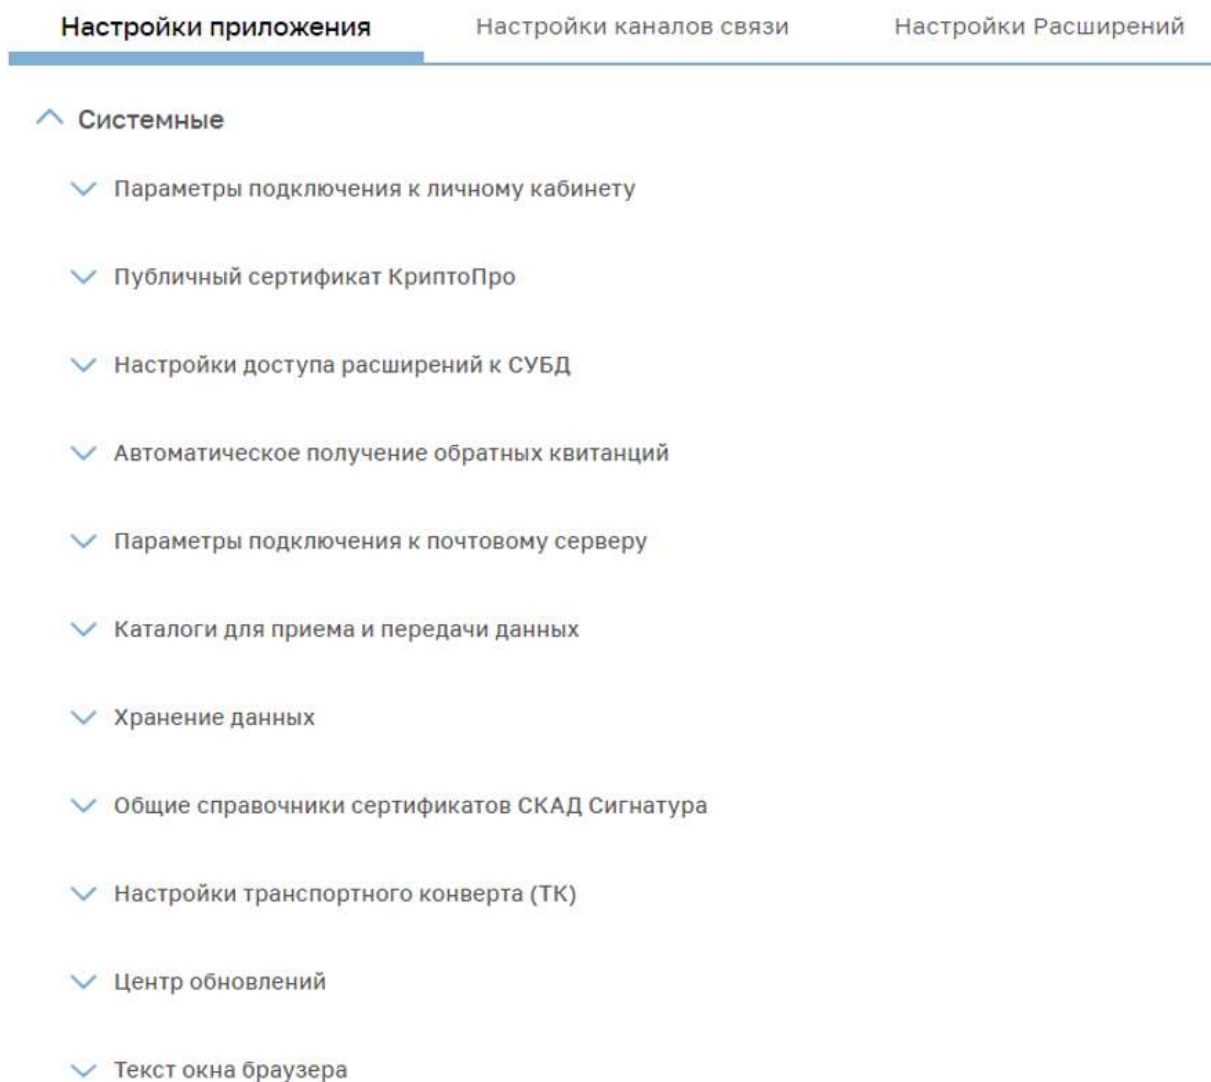 Настройки приложения Настройки каналов связи Настройки Расширений
Системные
Параметры подключения к личному кабинету
Публичный сертификат КриптоПро
Настройки доступа расширений к СУБД
Автоматическое получение обратных квитанций
Параметры подключения к почтовому серверу
Каталоги для приема и передачи данных
Хранение данных
Общие справочники сертификатов СКАД Сигнатура
Настройки транспортного конверта (ТК)
Центр обновлений
Текст окна браузера